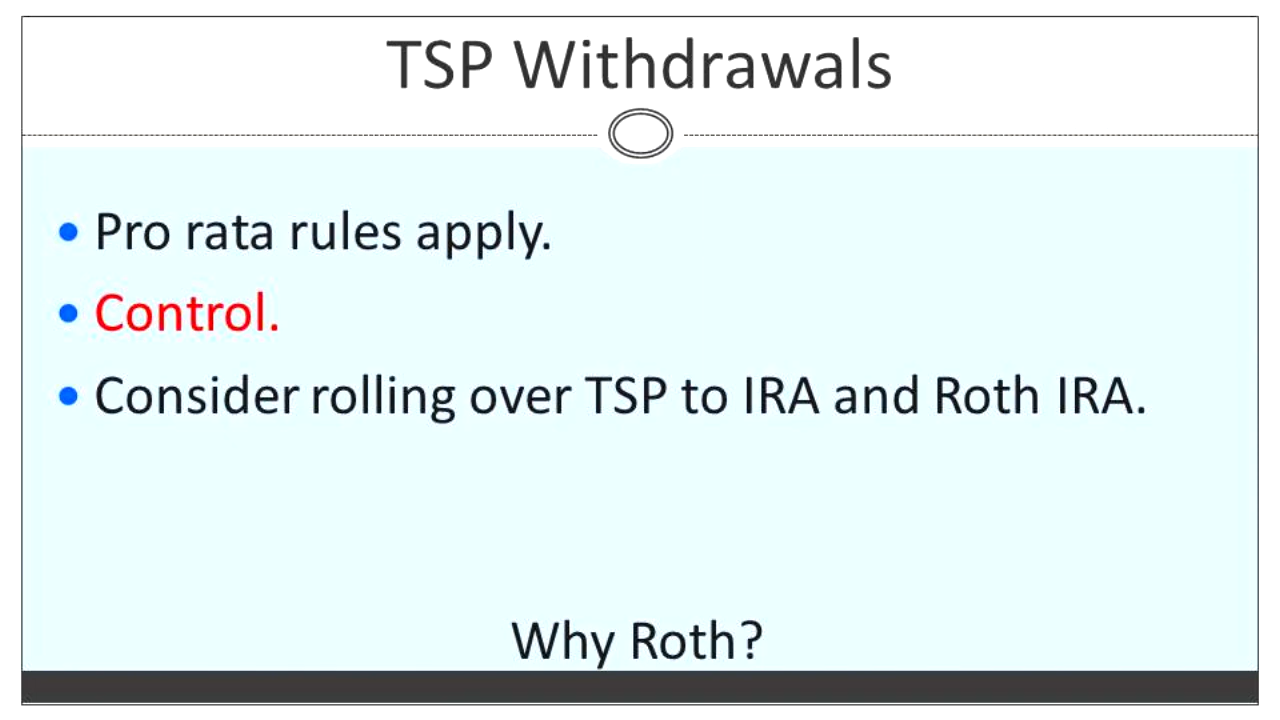 TSP Withdrawals
• Pro rata rules apply.
• Control.
• Consider rolling over TSP to IRA and Roth IRA.
Why Roth?